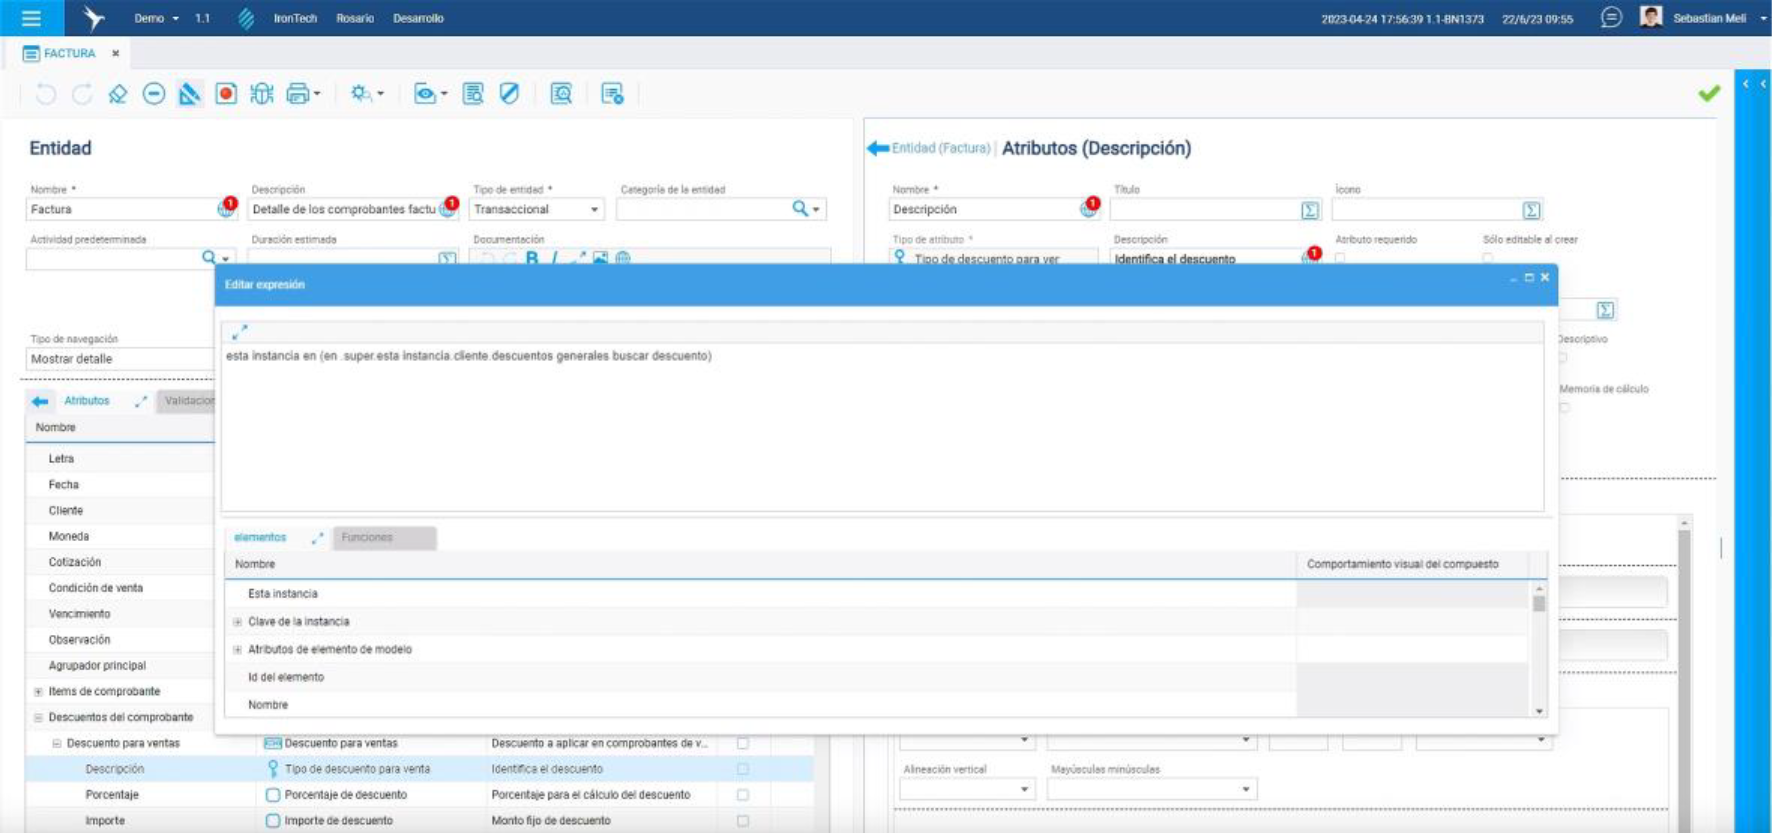 Demo 1.1 IronTech Rosario Desarrollo 2023-04-24 17:56:39 1.1-BN1373 22/6/23 09:55 Sebastian Meli
FACTURA
Entidad
Nombre * Descripción Tipo de entidad * Categoría de la entidad
Factura 1 Detalle de los comprobantes factu 1 Transaccional
Actividad predeterminada Duración estimada Documentación
B I
Tipo de navegación
Mostrar detalle
Entidad (Factura) | Atributos (Descripción)
Nombre * Título Ícono
Descripción 1
Tipo de atributo * Descripción Atributo requerido Sólo editable al crear
Tipo de descuento para ver Identifica el descuento 1
Descriptivo
Memoria de cálculo
Editar expresión
esta instancia en (en .super.esta instancia.cliente.descuentos generales buscar descuento)
elementos Funciones
Nombre Comportamiento visual del compuesto
Esta instancia
Clave de la instancia
Atributos de elemento de modelo
Id del elemento
Nombre
Atributos Validacion
Nombre
Letra
Fecha
Cliente
Moneda
Cotización
Condición de venta
Vencimiento
Observación
Agrupador principal
Items de comprobante
Descuentos del comprobante
Descuento para ventas Descuento para ventas Descuento a aplicar en comprobantes de v...
Descripción Tipo de descuento para venta Identifica el descuento
Porcentaje Porcentaje de descuento Porcentaje para el cálculo del descuento
Importe Importe de descuento Monto fijo de descuento
Alineación vertical Mayúsculas minúsculas